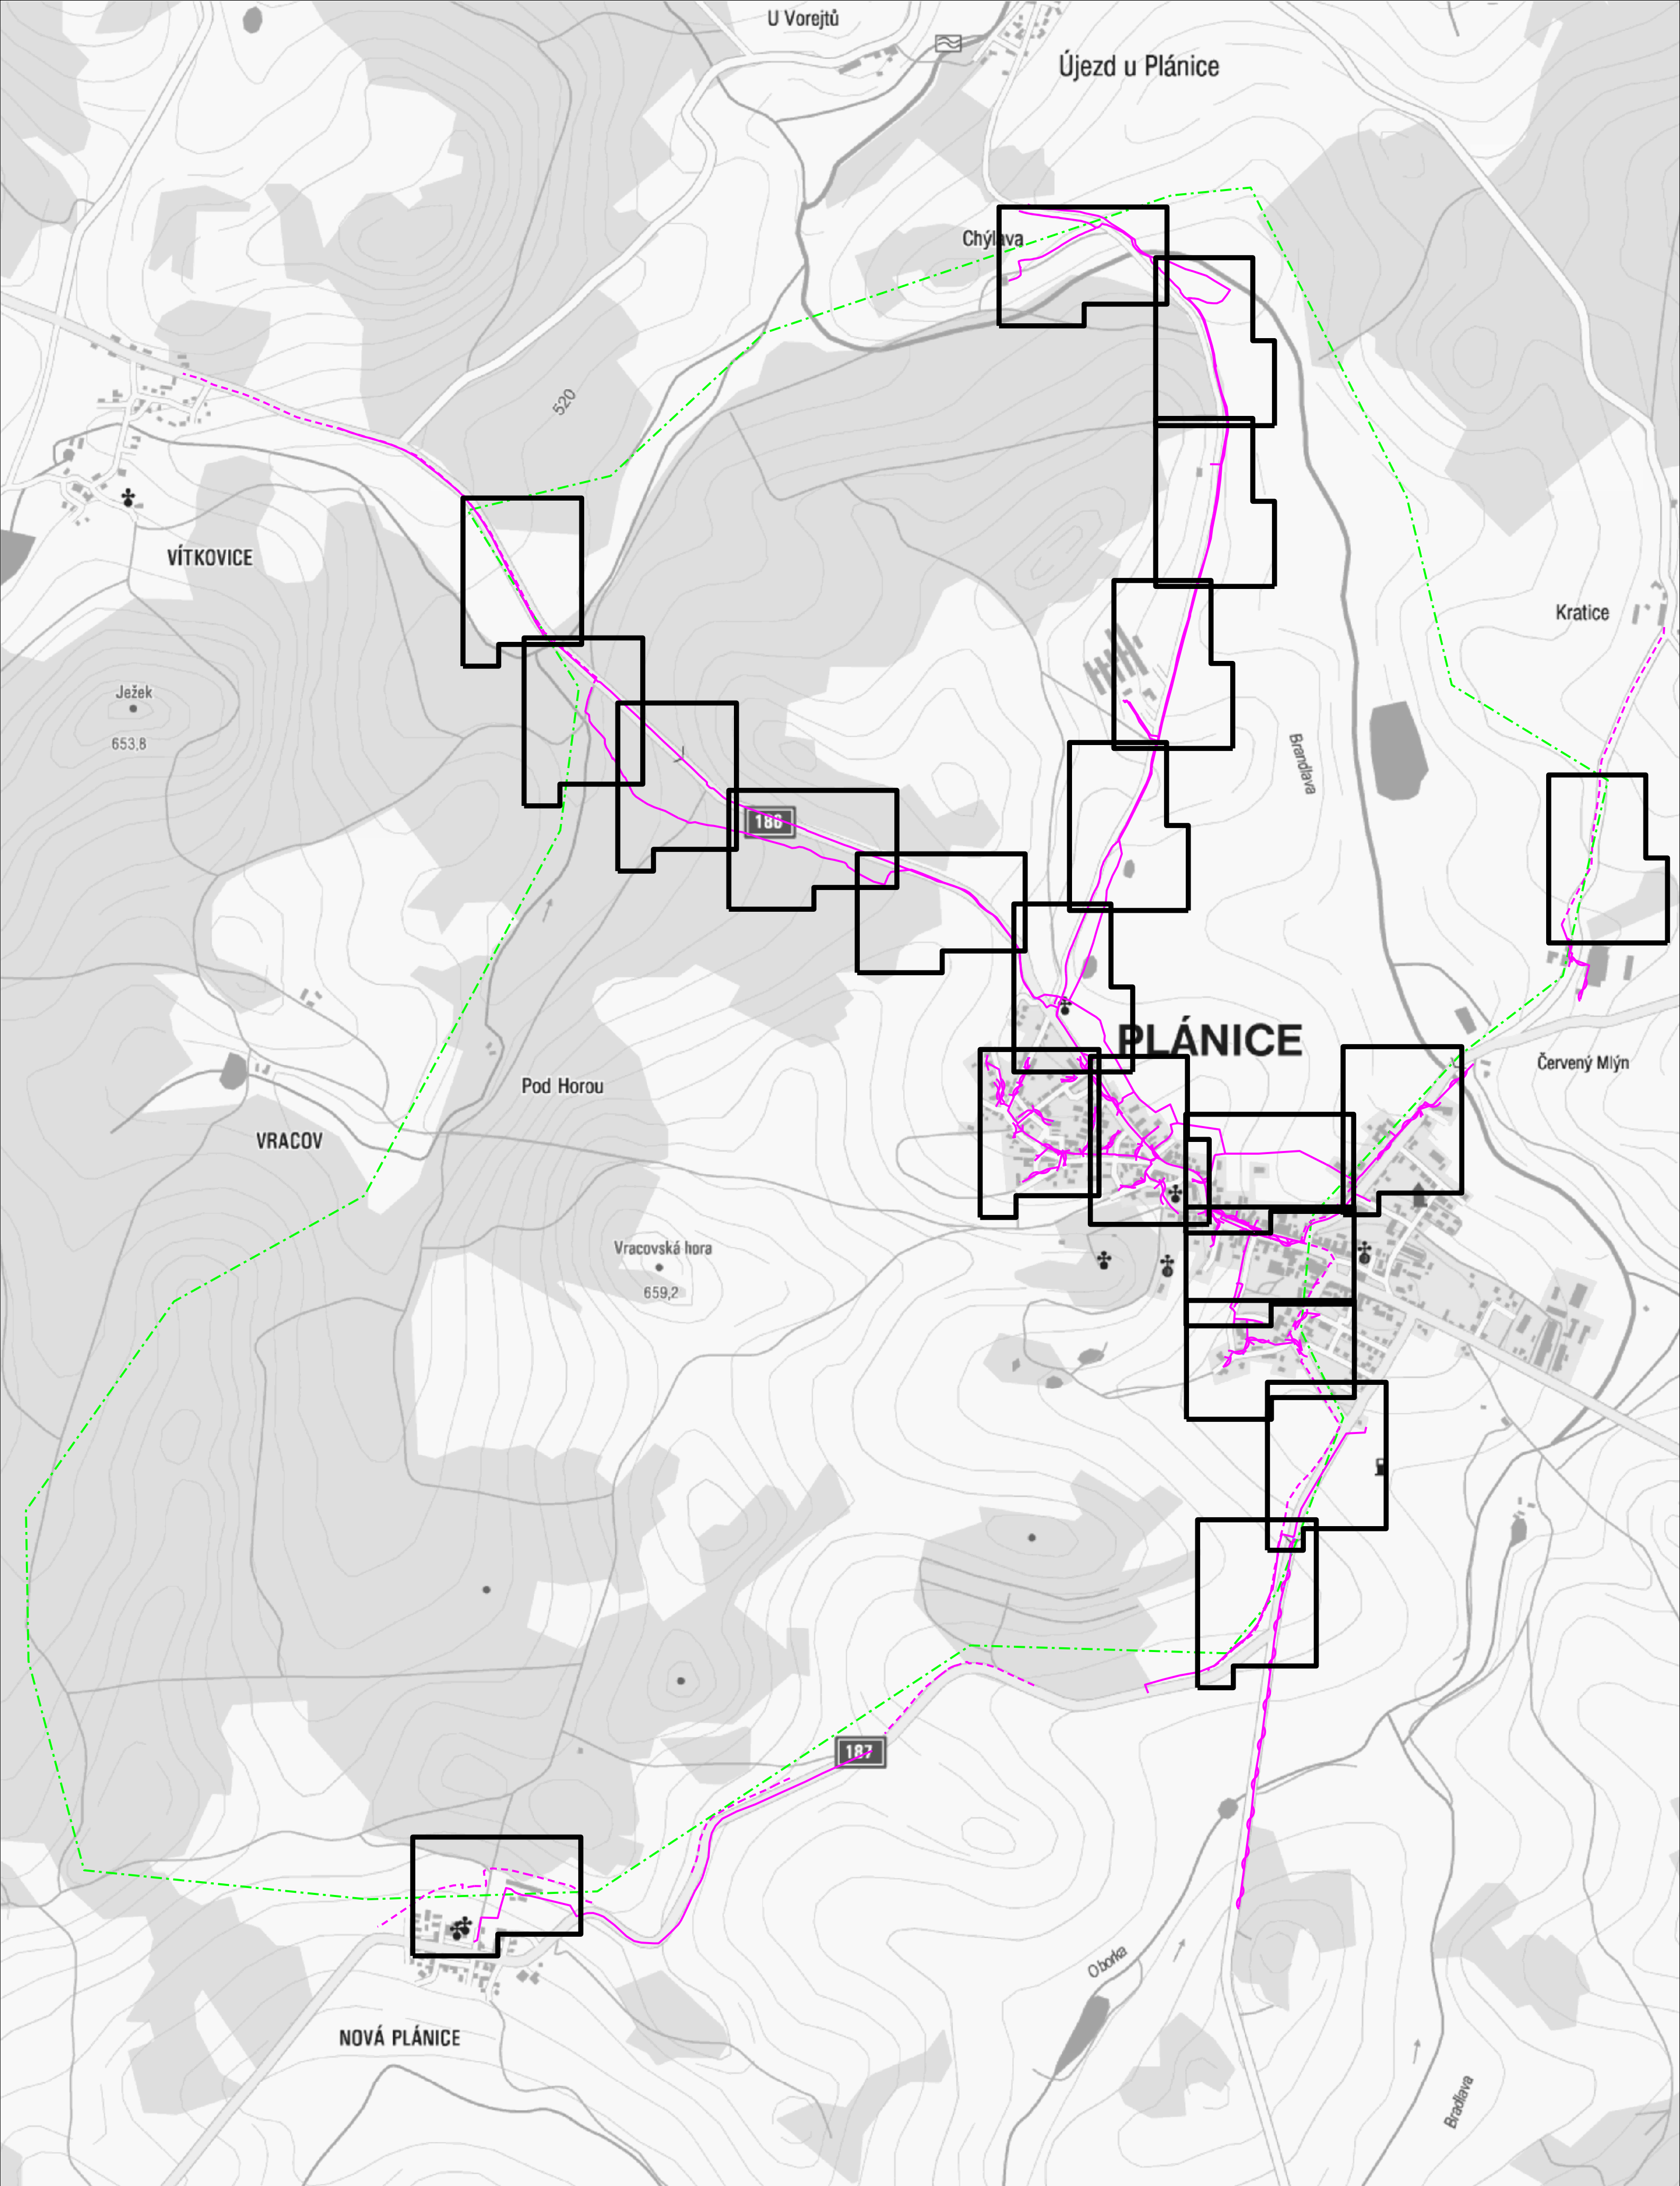 U Vorejtů
Újezd u Plánice
Chýlava
520
VÍTKOVICE
Kratice
Ježek
653,8
Brandlava
186
PLÁNICE
Červený Mlýn
Pod Horou
VRACOV
Vracovská hora
659,2
187
Oborka
NOVÁ PLÁNICE
Bradlava